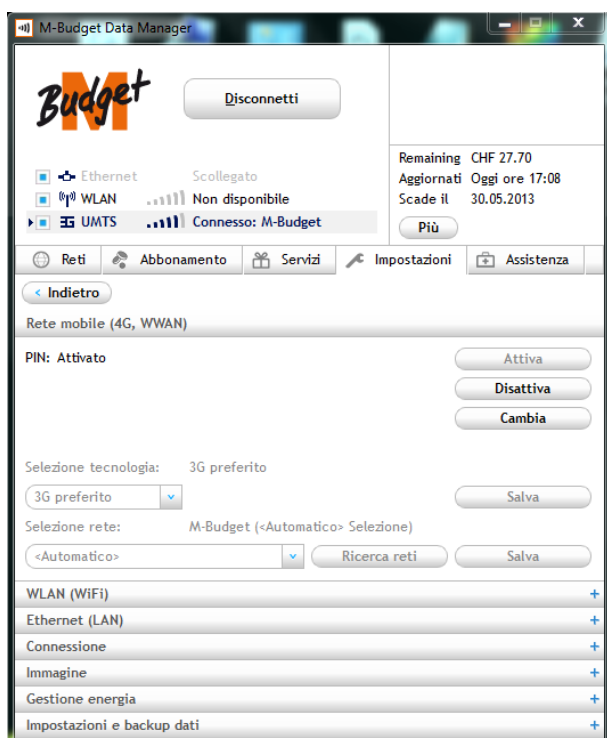 M-Budget Data Manager
M
Budget
Disconnetti
Remaining CHF 27.70
Ethernet Scollegato
Aggiornati Oggi ore 17:08
WLAN Non disponibile
Scade il 30.05.2013
3G UMTS Connesso: M-Budget
Più
Reti Abbonamento Servizi Impostazioni Assistenza
< Indietro
Rete mobile (4G, WWAN)
PIN: Attivato
Attiva
Disattiva
Cambia
Selezione tecnologia: 3G preferito
3G preferito Salva
Selezione rete: M-Budget (<Automatico> Selezione)
<Automatico> Ricerca reti Salva
WLAN (WiFi) +
Ethernet (LAN) +
Connessione +
Immagine +
Gestione energia +
Impostazioni e backup dati +